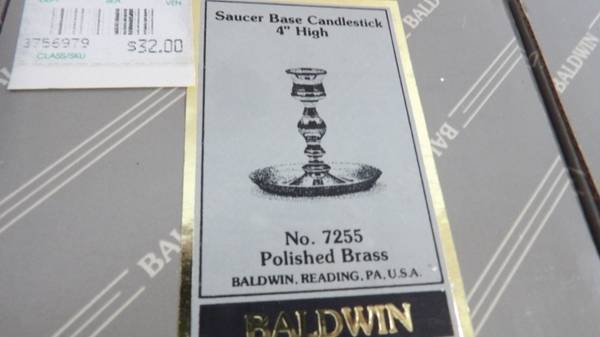 VEN
3756979
$32.00
CLASS/SKU
Saucer Base Candlestick
4" High
No. 7255
Polished Brass
BALDWIN, READING, PA, U.S.A.
BALDWIN
BALDWIN
BALDWIN
BALDWIN